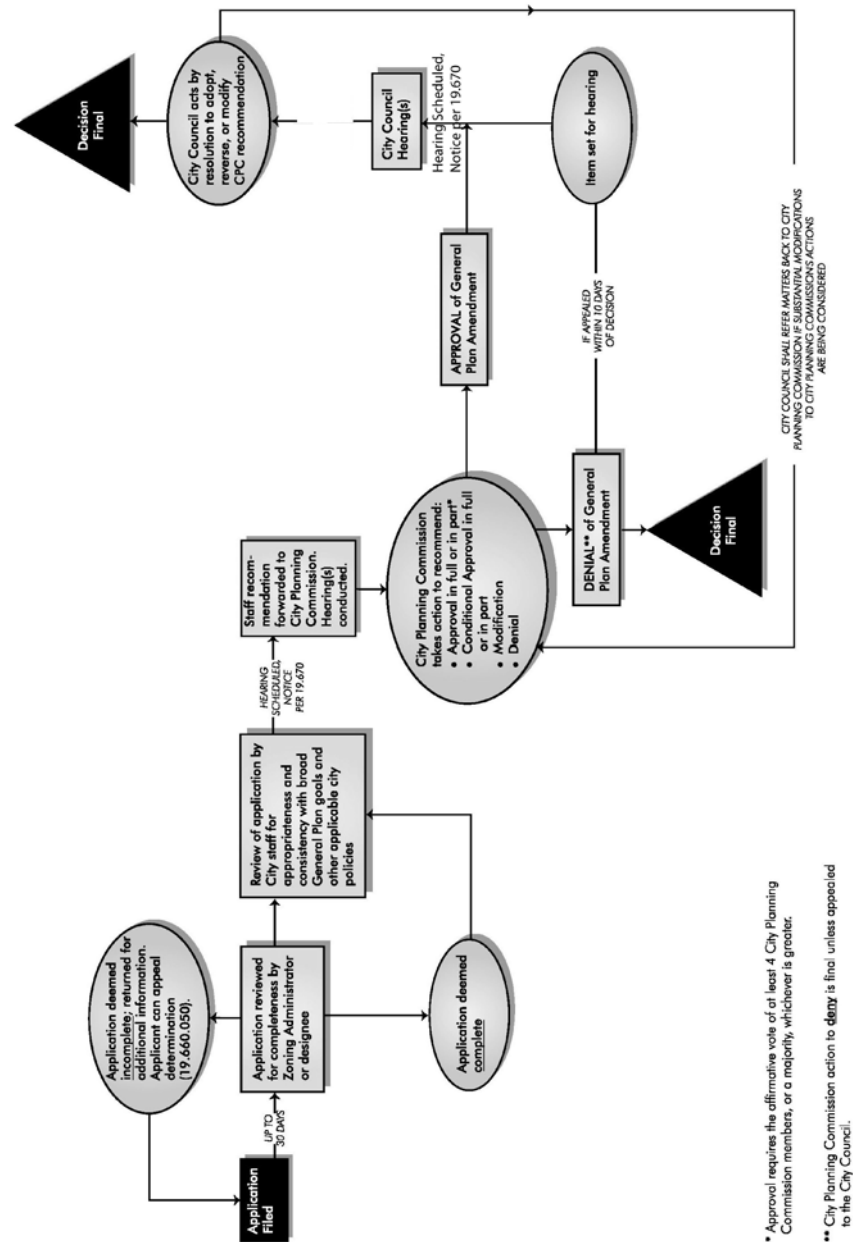 Application
Filed
UP TO
30 DAYS
Application deemed
incomplete; returned for
additional information.
Applicant can appeal
determination
(19.660.050).
Application reviewed
for completeness by
Zoning Administrator
or designee
Application deemed
complete
Review of application by
City staff for
appropriateness and
consistency with broad
General Plan goals and
other applicable city
policies
HEARING
SCHEDULED,
NOTICE
PER 19.670
Staff recom-
mendation
forwarded to
City Planning
Commission.
Hearing(s)
conducted.
City Planning Commission
takes action to recommend:
• Approval in full or in part*
• Conditional Approval in full
or in part
• Modification
• Denial
APPROVAL of General
Plan Amendment
DENIAL** of General
Plan Amendment
Decision
Final
IF APPEALED
WITHIN 10 DAYS
OF DECISION
Item set for hearing
Hearing Scheduled,
Notice per 19.670
City Council
Hearing(s)
City Council acts by
resolution to adopt,
reverse, or modify
CPC recommendation
Decision
Final
CITY COUNCIL SHALL REFER MATTERS BACK TO CITY
PLANNING COMMISSION IF SUBSTANTIAL MODIFICATIONS
TO CITY PLANNING COMMISSIONS ACTIONS
ARE BEING CONSIDERED
* Approval requires the affirmative vote of at least 4 City Planning
Commission members, or a majority, whichever is greater.
** City Planning Commission action to deny is final unless appealed
to the City Council.